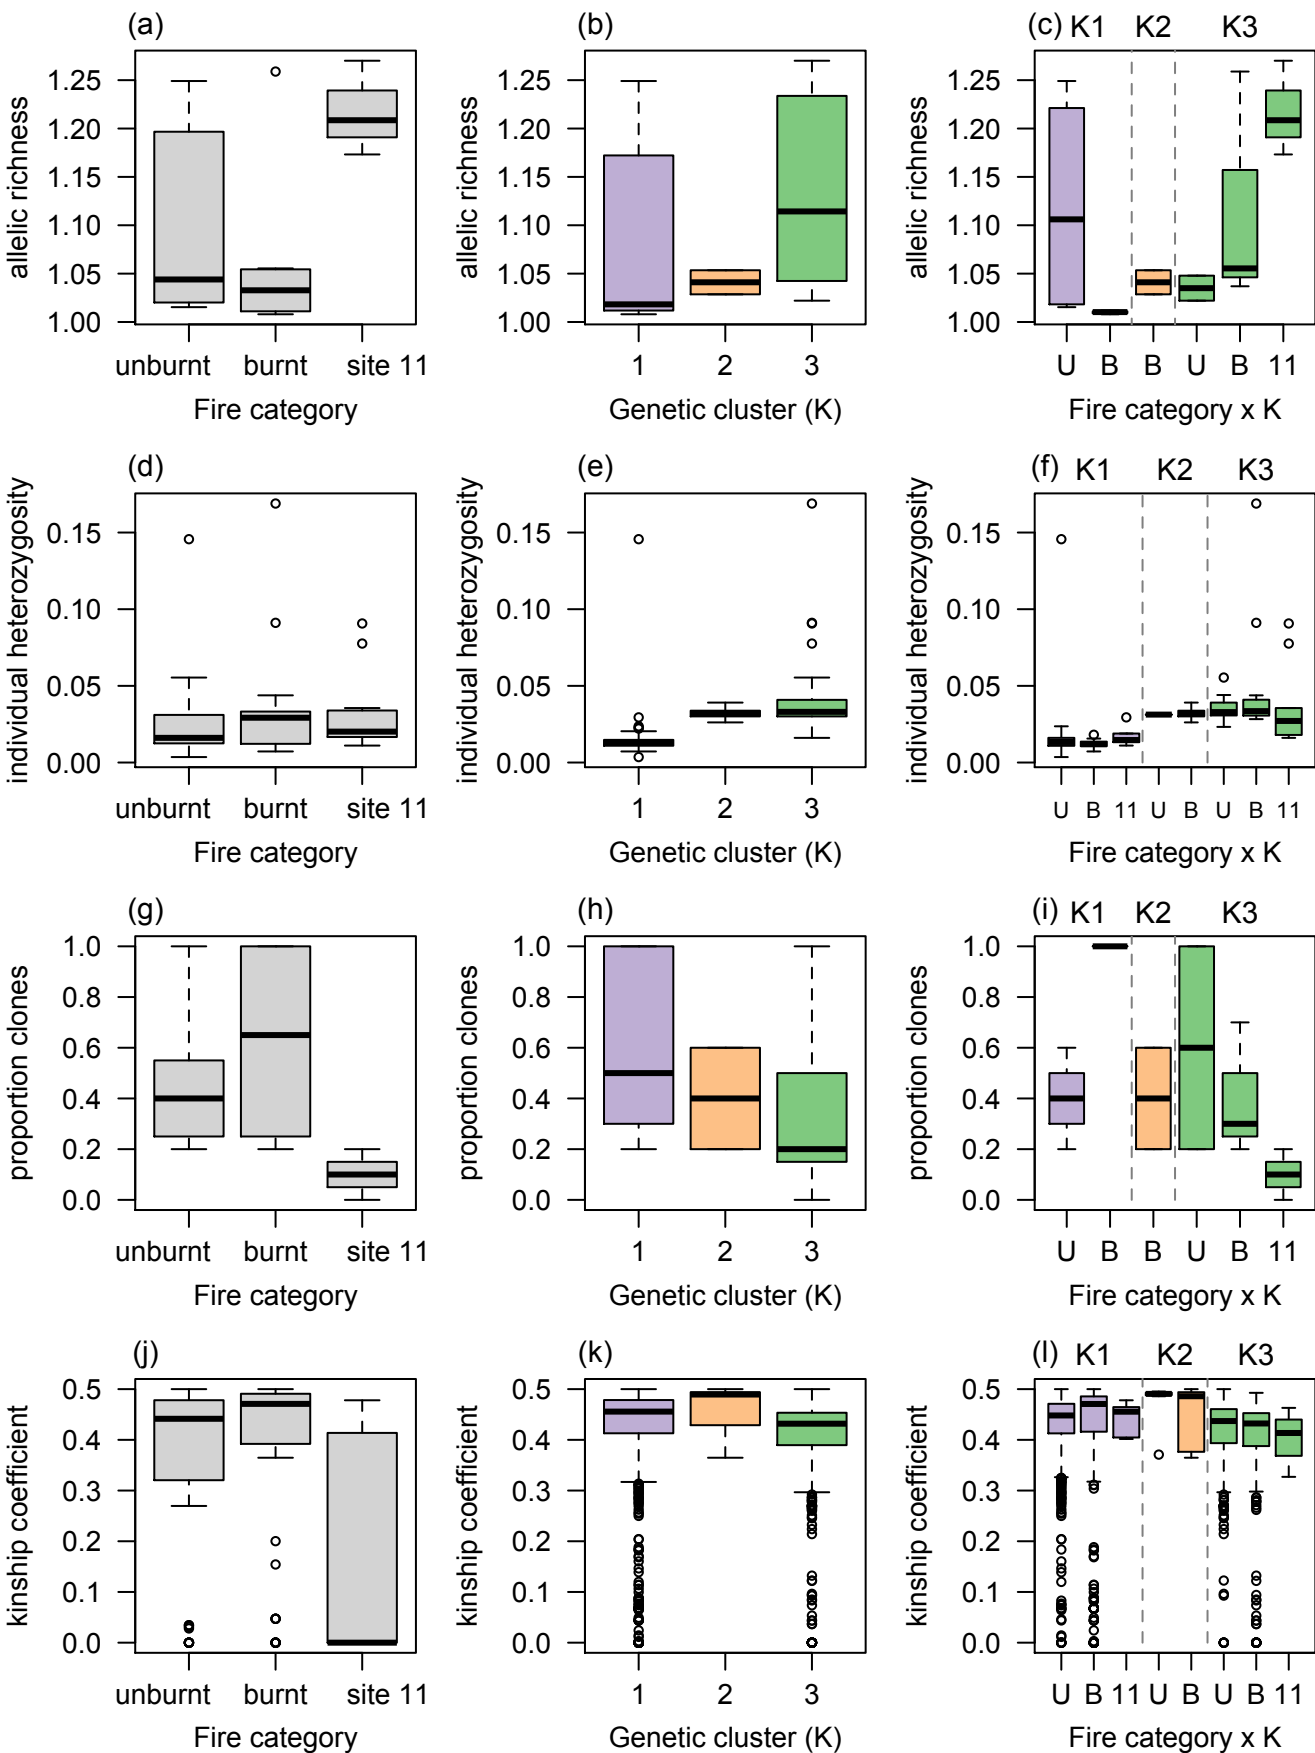 (a)
(b)
(c) K1 K2 K3
allelic richness
1.25
1.20
1.15
1.10
1.05
1.00
unburnt burnt site 11
Fire category
allelic richness
1.25
1.20
1.15
1.10
1.05
1.00
1 2 3
Genetic cluster (K)
allelic richness
1.25
1.20
1.15
1.10
1.05
1.00
U B B U B 11
Fire category x K
(d)
(e)
(f) K1 K2 K3
individual heterozygosity
0.15
0.10
0.05
0.00
unburnt burnt site 11
Fire category
individual heterozygosity
0.15
0.10
0.05
0.00
1 2 3
Genetic cluster (K)
individual heterozygosity
0.15
0.10
0.05
0.00
U B 11 U B U B 11
Fire category x K
(g)
(h)
(i) K1 K2 K3
proportion clones
1.0
0.8
0.6
0.4
0.2
0.0
unburnt burnt site 11
Fire category
proportion clones
1.0
0.8
0.6
0.4
0.2
0.0
1 2 3
Genetic cluster (K)
proportion clones
1.0
0.8
0.6
0.4
0.2
0.0
U B B U B 11
Fire category x K
(j)
(k)
(l) K1 K2 K3
kinship coefficient
0.5
0.4
0.3
0.2
0.1
0.0
unburnt burnt site 11
Fire category
kinship coefficient
0.5
0.4
0.3
0.2
0.1
0.0
1 2 3
Genetic cluster (K)
kinship coefficient
0.5
0.4
0.3
0.2
0.1
0.0
U B 11 U B U B 11
Fire category x K